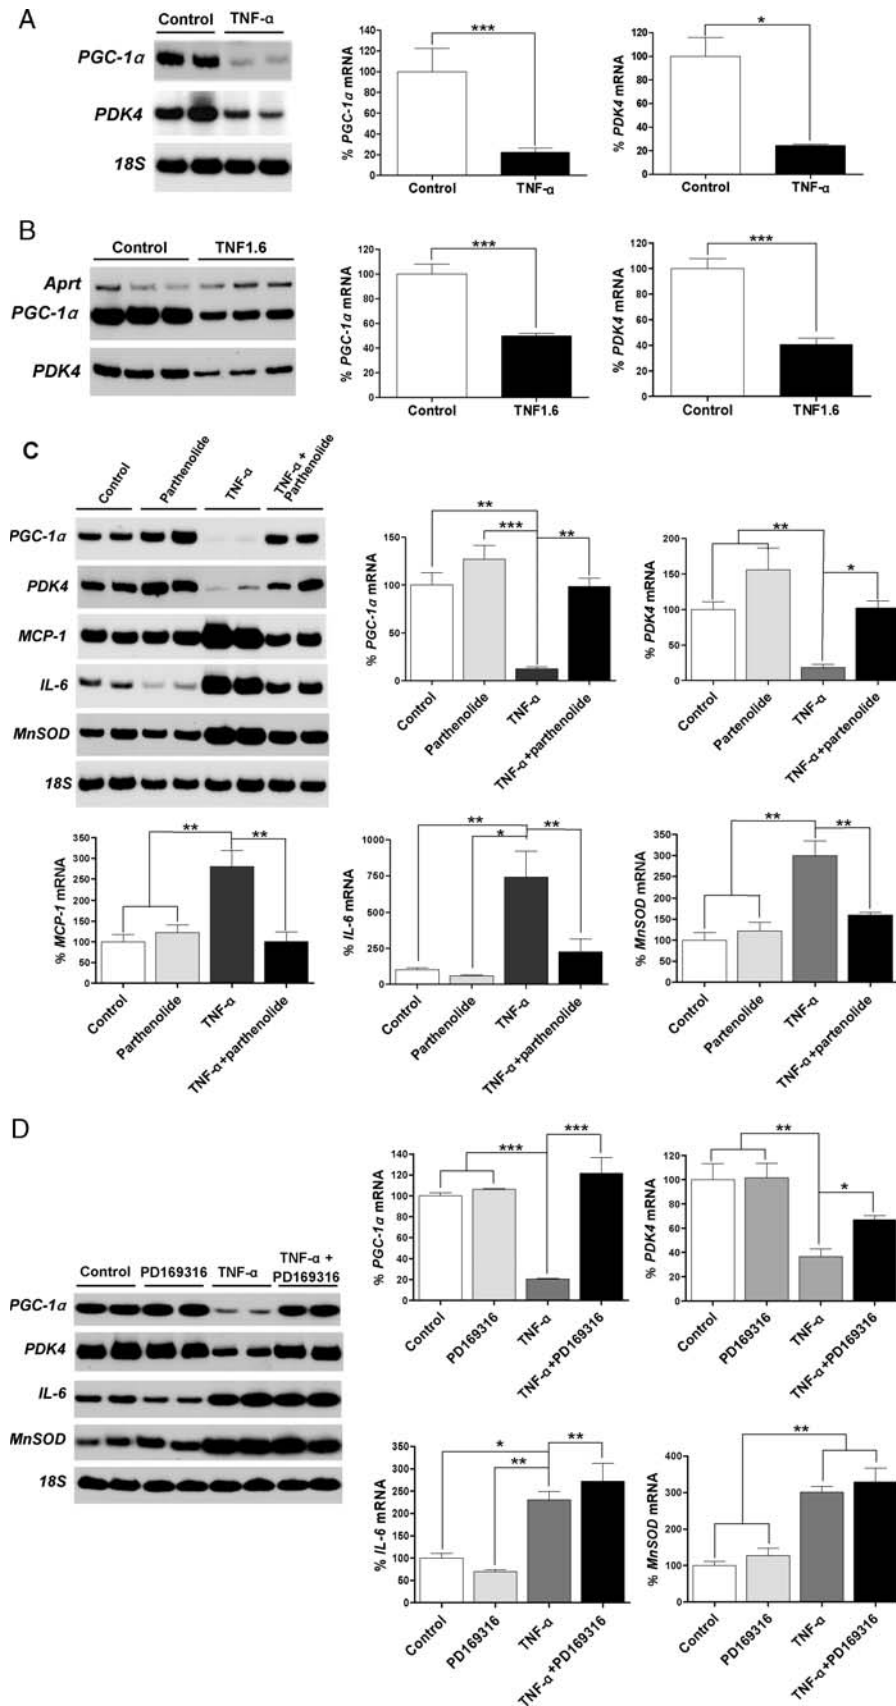 A
Control TNF-α
PGC-1α
PDK4
18S
% PGC-1α mRNA
140
120
100
80
60
40
20
0
***
Control TNF-α
% PDK4 mRNA
120
100
80
60
40
20
0
*
Control TNF-α
B
Control TNF1.6
Aprt
PGC-1α
PDK4
% PGC-1α mRNA
120
100
80
60
40
20
0
***
Control TNF1.6
% PDK4 mRNA
120
100
80
60
40
20
0
***
Control TNF1.6
C
Control Parthenolide TNF-α TNF-α + Parthenolide
PGC-1α
PDK4
MCP-1
IL-6
MnSOD
18S
% PGC-1α mRNA
150
100
50
0
**
*** **
Control Parthenolide TNF-α TNF-α+parthenolide
% PDK4 mRNA
200
150
100
50
0
**
*
Control Parthenolide TNF-α TNF-α+partenolide
% MCP-1 mRNA
350
300
250
200
150
100
50
0
** **
Control Parthenolide TNF-α TNF-α+parthenolide
% IL-6 mRNA
1000
750
500
250
0
** **
*
Control Parthenolide TNF-α TNF-α+parthenolide
% MnSOD mRNA
350
300
250
200
150
100
50
0
** **
Control Partenolide TNF-α TNF-α+partenolide
D
Control PD169316 TNF-α TNF-α + PD169316
PGC-1α
PDK4
IL-6
MnSOD
18S
% PGC-1α mRNA
140
120
100
80
60
40
20
0
*** ***
Control PD169316 TNF-α TNF-α+PD169316
% PDK4 mRNA
120
100
80
60
40
20
0
**
*
Control PD169316 TNF-α TNF-α+PD169316
% IL-6 mRNA
350
300
250
200
150
100
50
0
* **
**
Control PD169316 TNF-α TNF-α+PD169316
% MnSOD mRNA
400
300
200
100
0
**
Control PD169316 TNF-α TNF-α+PD169316